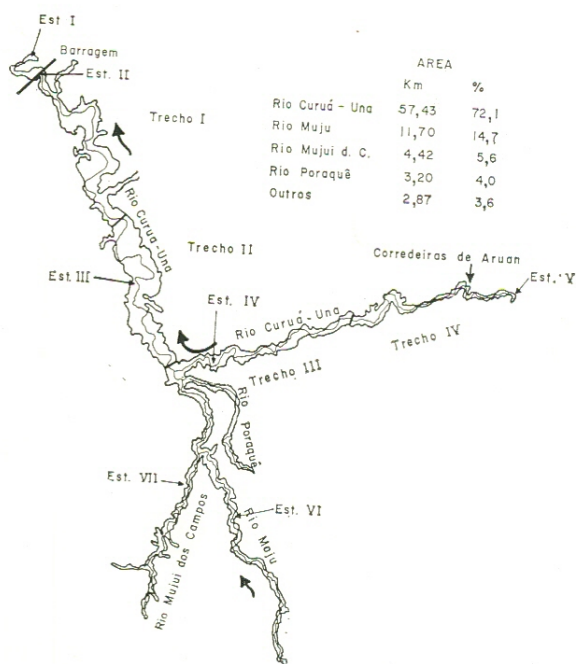 Est I
Barragem
Est. II
Trecho I
AREA
Km %
Rio Curuá - Una 57,43 72,1
Rio Muju 11,70 14,7
Rio Mujui d. C. 4,42 5,6
Rio Poraquê 3,20 4,0
Outros 2,87 3,6
Rio Curuá-Una
Trecho II
Corredeiras de Aruan
Est. III
Est. IV
Est. V
Rio Curuá-Una
Trecho IV
Trecho III
Rio Poraquê
Est. VII
Est. VI
Rio Mujui dos Campos
Rio Moju